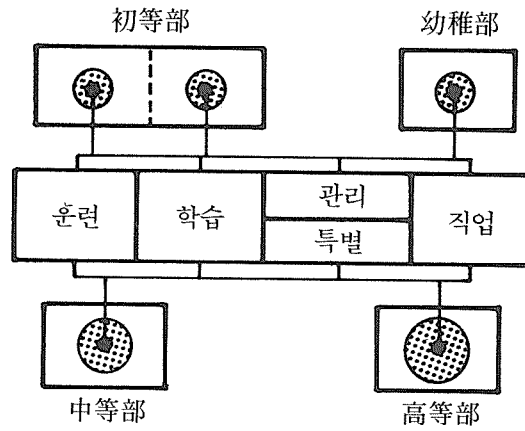 初等部
幼稚部
훈련
학습
관리
특별
직업
中等部
高等部